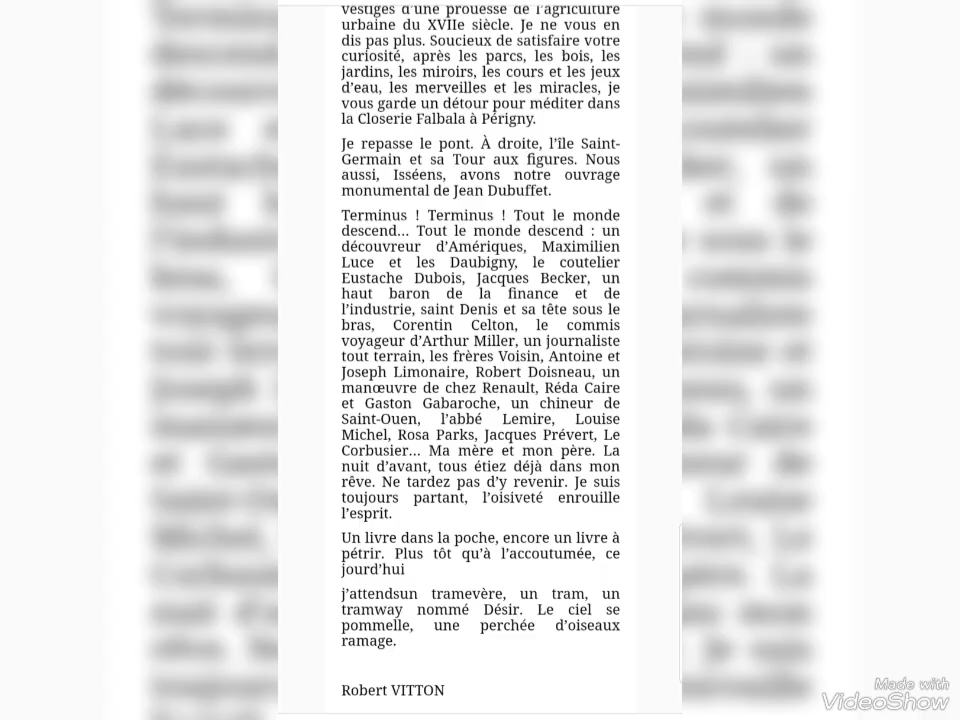 vestiges d'une prouesse de l'agriculture
urbaine du XVIIe siècle. Je ne vous en
dis pas plus. Soucieux de satisfaire votre
curiosité, après les parcs, les bois, les
jardins, les miroirs, les cours et les jeux
d'eau, les merveilles et les miracles, je
vous garde un détour pour méditer dans
la Closerie Falbala à Périgny.
Je repasse le pont. À droite, l'île Saint-
Germain et sa Tour aux figures. Nous
aussi, Isséens, avons notre ouvrage
monumental de Jean Dubuffet.
Terminus ! Terminus ! Tout le monde
descend... Tout le monde descend : un
découvreur d'Amériques, Maximilien
Luce et les Daubigny, le coutelier
Eustache Dubois, Jacques Becker, un
haut baron de la finance et de
l'industrie, saint Denis et sa tête sous le
bras, Corentin Celton, le commis
voyageur d'Arthur Miller, un journaliste
tout terrain, les frères Voisin, Antoine et
Joseph Limonaire, Robert Doisneau, un
manœuvre de chez Renault, Réda Caire
et Gaston Gabaroche, un chineur de
Saint-Ouen, l'abbé Lemire, Louise
Michel, Rosa Parks, Jacques Prévert, Le
Corbusier... Ma mère et mon père. La
nuit d'avant, tous étiez déjà dans mon
rêve. Ne tardez pas d'y revenir. Je suis
toujours partant, l'oisiveté enrouille
l'esprit.
Un livre dans la poche, encore un livre à
pétrir. Plus tôt qu'à l'accoutumée, ce
jourd'hui
j'attendsun tramevère, un tram, un
tramway nommé Désir. Le ciel se
pommelle, une perchée d'oiseaux
ramage.
Robert VITTON
Made with
VideoShow